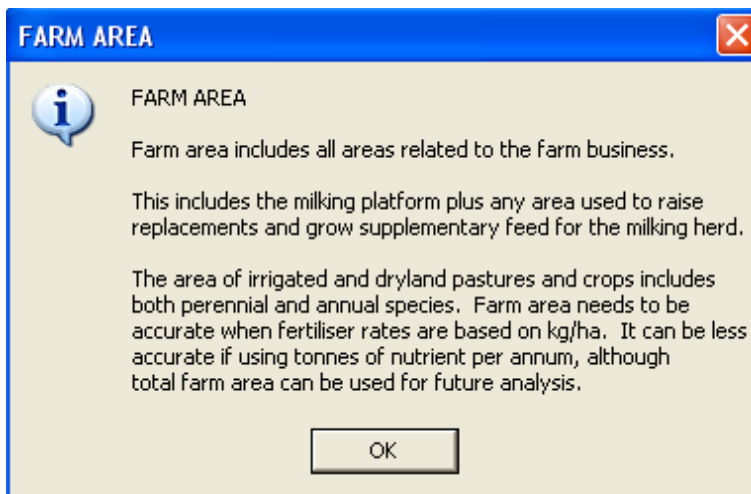 FARM AREA
FARM AREA
Farm area includes all areas related to the farm business.
This includes the milking platform plus any area used to raise
replacements and grow supplementary feed for the milking herd.
The area of irrigated and dryland pastures and crops includes
both perennial and annual species.  Farm area needs to be
accurate when fertiliser rates are based on kg/ha.  It can be less
accurate if using tonnes of nutrient per annum, although
total farm area can be used for future analysis.
OK